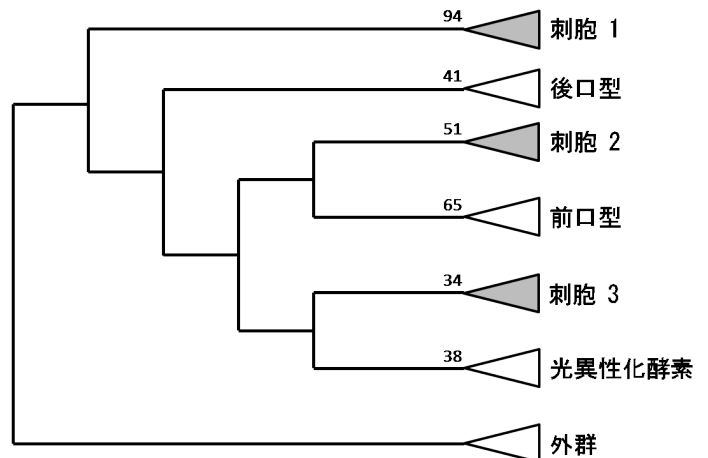 94 刺胞 1
41 後口型
51 刺胞 2
65 前口型
34 刺胞 3
38 光異性化酵素
外群